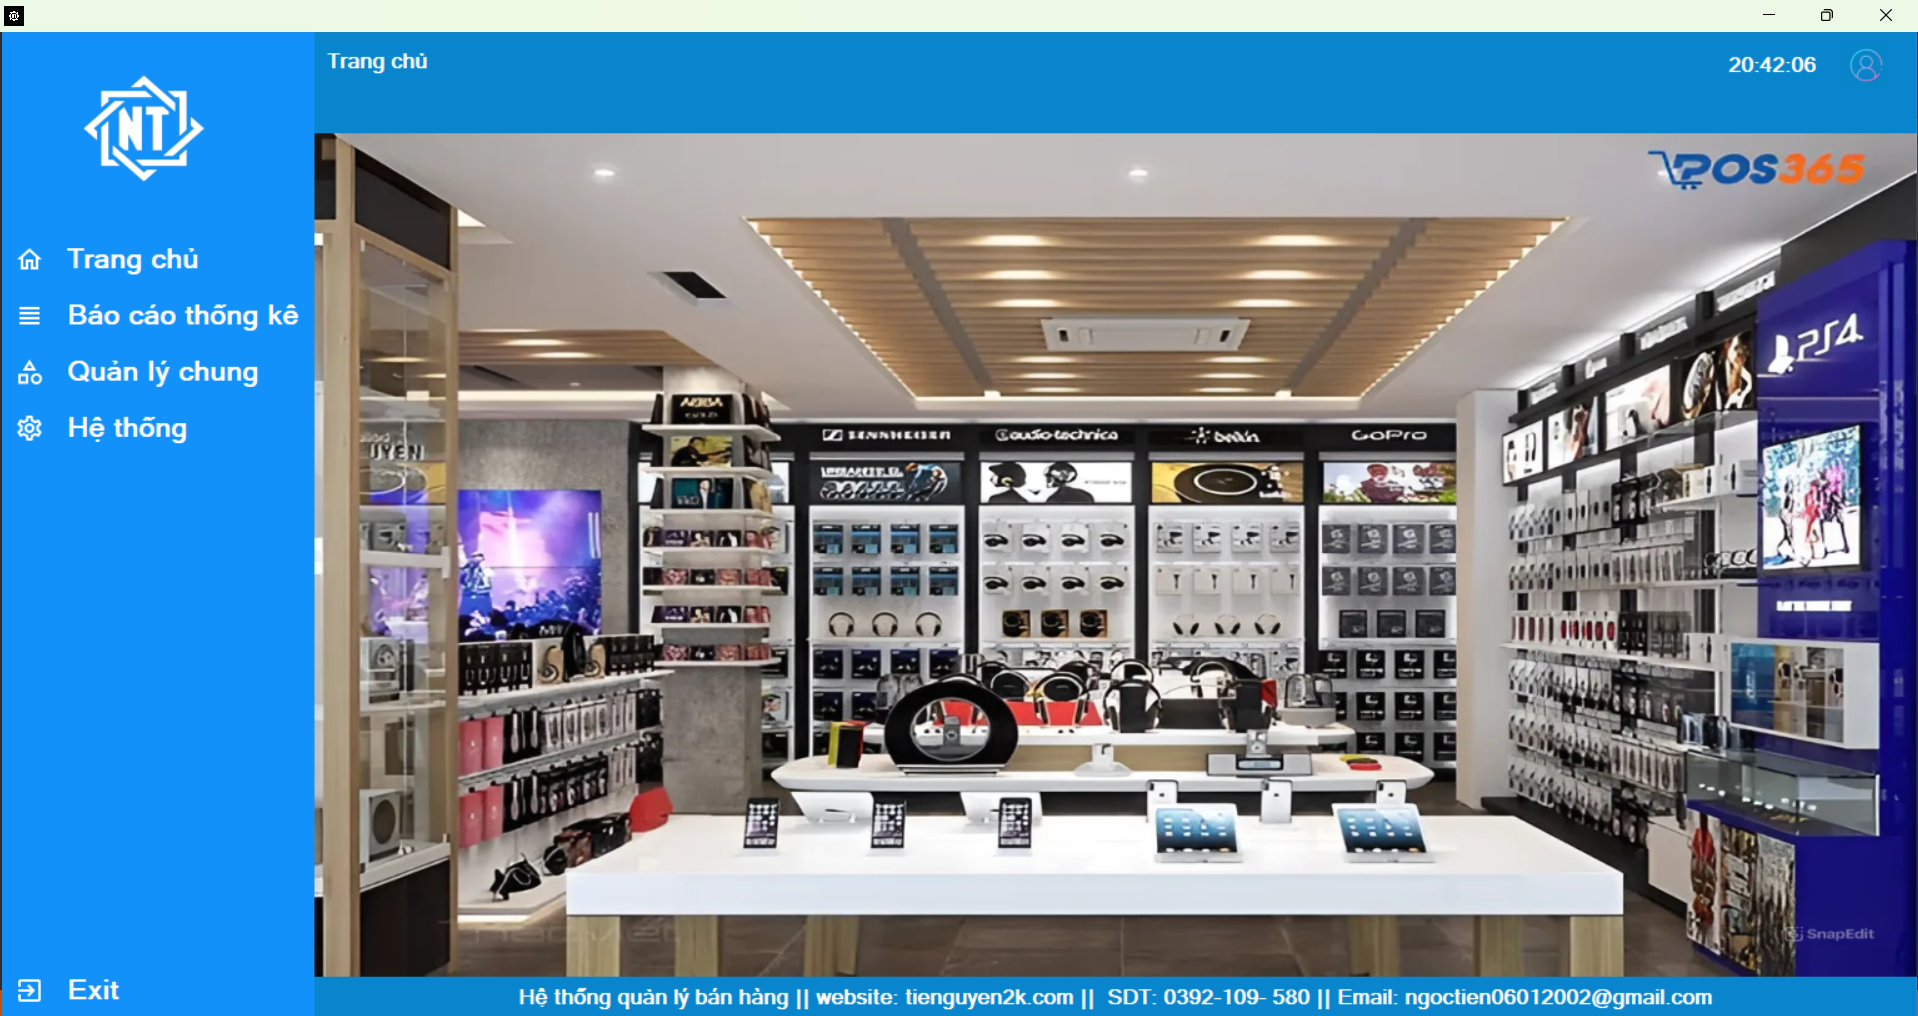 Trang chủ
20:42:06
NT
Trang chủ
Báo cáo thống kê
Quản lý chung
Hệ thống
Exit
POS365
PS4
SENNHEISER
audio-technica
belkin
GoPro
UYEN
SnapEdit
Hệ thống quản lý bán hàng || website: tienguyen2k.com || SDT: 0392-109- 580 || Email: ngoctien06012002@gmail.com